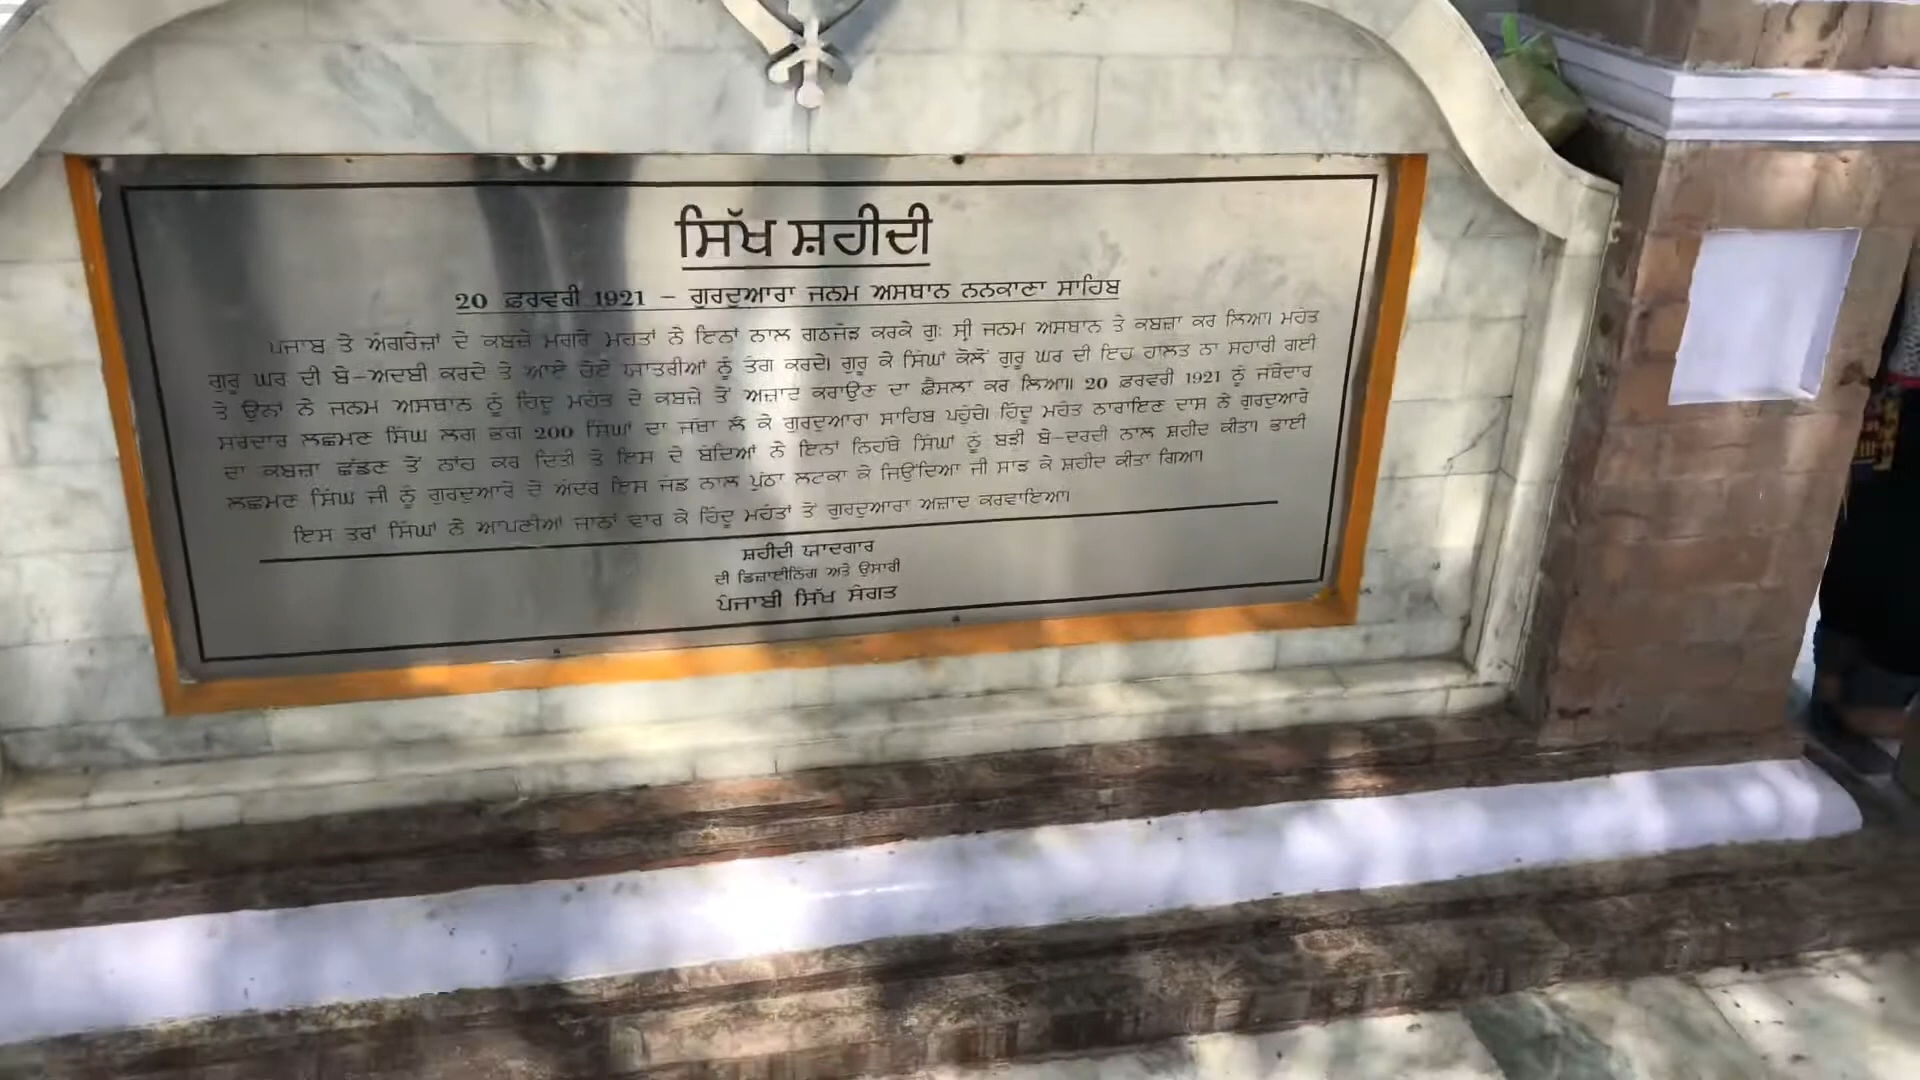 ਸਿੱਖ ਸ਼ਹੀਦੀ
20 ਫ਼ਰਵਰੀ 1921 – ਗੁਰਦੁਆਰਾ ਜਨਮ ਅਸਥਾਨ ਨਨਕਾਣਾ ਸਾਹਿਬ
ਪੰਜਾਬ ਤੇ ਅੰਗਰੇਜ਼ਾਂ ਦੇ ਕਬਜ਼ੇ ਮਗਰੋਂ ਮਹੰਤਾਂ ਨੇ ਇਨਾਂ ਨਾਲ ਗਠਜੋੜ ਕਰਕੇ ਗੁ: ਸ੍ਰੀ ਜਨਮ ਅਸਥਾਨ ਤੇ ਕਬਜ਼ਾ ਕਰ ਲਿਆ। ਮਹੰਤ
ਗੁਰੂ ਘਰ ਦੀ ਬੇ-ਅਦਬੀ ਕਰਦੇ ਤੇ ਆਏ ਹੋਏ ਯਾਤਰੀਆਂ ਨੂੰ ਤੰਗ ਕਰਦੇ। ਗੁਰੂ ਕੇ ਸਿੰਘਾਂ ਕੋਲੋਂ ਗੁਰੂ ਘਰ ਦੀ ਇਹ ਹਾਲਤ ਨਾ ਸਹਾਰੀ ਗਈ
ਤੇ ਉਨਾਂ ਨੇ ਜਨਮ ਅਸਥਾਨ ਨੂੰ ਹਿੰਦੂ ਮਹੰਤ ਦੇ ਕਬਜ਼ੇ ਤੋਂ ਅਜ਼ਾਦ ਕਰਾਉਣ ਦਾ ਫ਼ੈਸਲਾ ਕਰ ਲਿਆ॥ 20 ਫ਼ਰਵਰੀ 1921 ਨੂੰ ਜਥੇਦਾਰ
ਸਰਦਾਰ ਲਛਮਣ ਸਿੰਘ ਲਗ ਭਗ 200 ਸਿੰਘਾਂ ਦਾ ਜਥਾ ਲੈ ਕੇ ਗੁਰਦੁਆਰਾ ਸਾਹਿਬ ਪਹੁੰਚੇ। ਹਿੰਦੂ ਮਹੰਤ ਨਾਰਾਇਣ ਦਾਸ ਨੇ ਗੁਰਦੁਆਰੇ
ਦਾ ਕਬਜ਼ਾ ਛੱਡਣ ਤੋਂ ਨਾਂਹ ਕਰ ਦਿੱਤੀ ਤੇ ਇਸ ਦੇ ਬੰਦਿਆਂ ਨੇ ਇਨਾਂ ਨਿਹੱਥੇ ਸਿੰਘਾਂ ਨੂੰ ਬੜੀ ਬੇ-ਦਰਦੀ ਨਾਲ ਸ਼ਹੀਦ ਕੀਤਾ। ਭਾਈ
ਲਛਮਣ ਸਿੰਘ ਜੀ ਨੂੰ ਗੁਰਦੁਆਰੇ ਦੇ ਅੰਦਰ ਇਸ ਜੰਡ ਨਾਲ ਪੁੱਠਾ ਲਟਕਾ ਕੇ ਜਿਉਂਦਿਆ ਜੀ ਸਾੜ ਕੇ ਸ਼ਹੀਦ ਕੀਤਾ ਗਿਆ।
ਇਸ ਤਰਾਂ ਸਿੰਘਾਂ ਨੇ ਆਪਣੀਆਂ ਜਾਨਾਂ ਵਾਰ ਕੇ ਹਿੰਦੂ ਮਹੰਤਾਂ ਤੋਂ ਗੁਰਦੁਆਰਾ ਅਜ਼ਾਦ ਕਰਵਾਇਆ।
ਸ਼ਹੀਦੀ ਯਾਦਗਾਰ
ਦੀ ਡਿਜ਼ਾਈਨਿੰਗ ਅਤੇ ਉਸਾਰੀ
ਪੰਜਾਬੀ ਸਿੱਖ ਸੰਗਤ